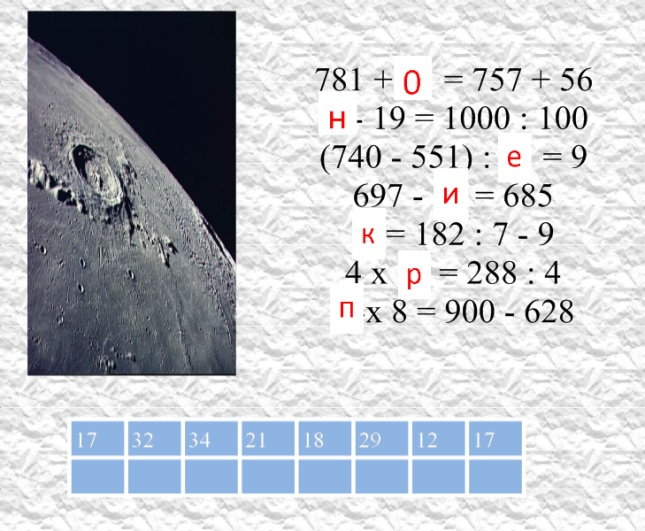 781 + О = 757 + 56
н - 19 = 1000 : 100
(740 - 551) : е = 9
697 - и = 685
к = 182 : 7 - 9
4 х р = 288 : 4
п х 8 = 900 - 628
17 32 34 21 18 29 12 17